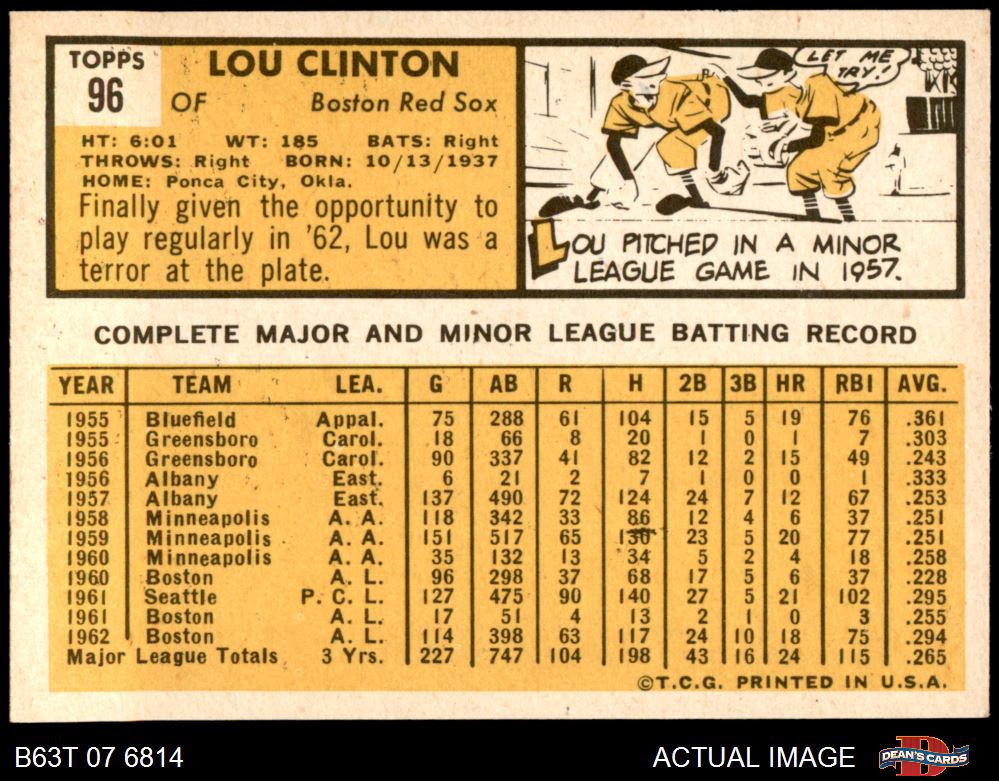 TOPPS
96
LOU CLINTON
OF Boston Red Sox
HT: 6:01 WT: 185 BATS: Right
THROWS: Right BORN: 10/13/1937
HOME: Ponca City, Okla.
Finally given the opportunity to
play regularly in '62, Lou was a
terror at the plate.
LET ME
TRY!
LOU PITCHED IN A MINOR
LEAGUE GAME IN 1957.
COMPLETE MAJOR AND MINOR LEAGUE BATTING RECORD
YEAR TEAM LEA. G AB R H 2B 3B HR RBI AVG.
1955 Bluefield Appal. 75 288 61 104 15 5 19 76 .361
1955 Greensboro Carol. 18 66 8 20 1 0 1 7 .303
1956 Greensboro Carol. 90 337 41 82 12 2 15 49 .243
1956 Albany East. 6 21 2 7 1 0 0 1 .333
1957 Albany East. 137 490 72 124 24 7 12 67 .253
1958 Minneapolis A. A. 118 342 33 86 12 4 6 37 .251
1959 Minneapolis A. A. 151 517 65 130 23 5 20 77 .251
1960 Minneapolis A. A. 35 132 13 34 5 2 4 18 .258
1960 Boston A. L. 96 298 37 68 17 5 6 37 .228
1961 Seattle P. C. L. 127 475 90 140 27 5 21 102 .295
1961 Boston A. L. 17 51 4 13 2 1 0 3 .255
1962 Boston A. L. 114 398 63 117 24 10 18 75 .294
Major League Totals 3 Yrs. 227 747 104 198 43 16 24 115 .265
©T.C.G. PRINTED IN U.S.A.
B63T 07 6814 ACTUAL IMAGE DEAN'S CARDS